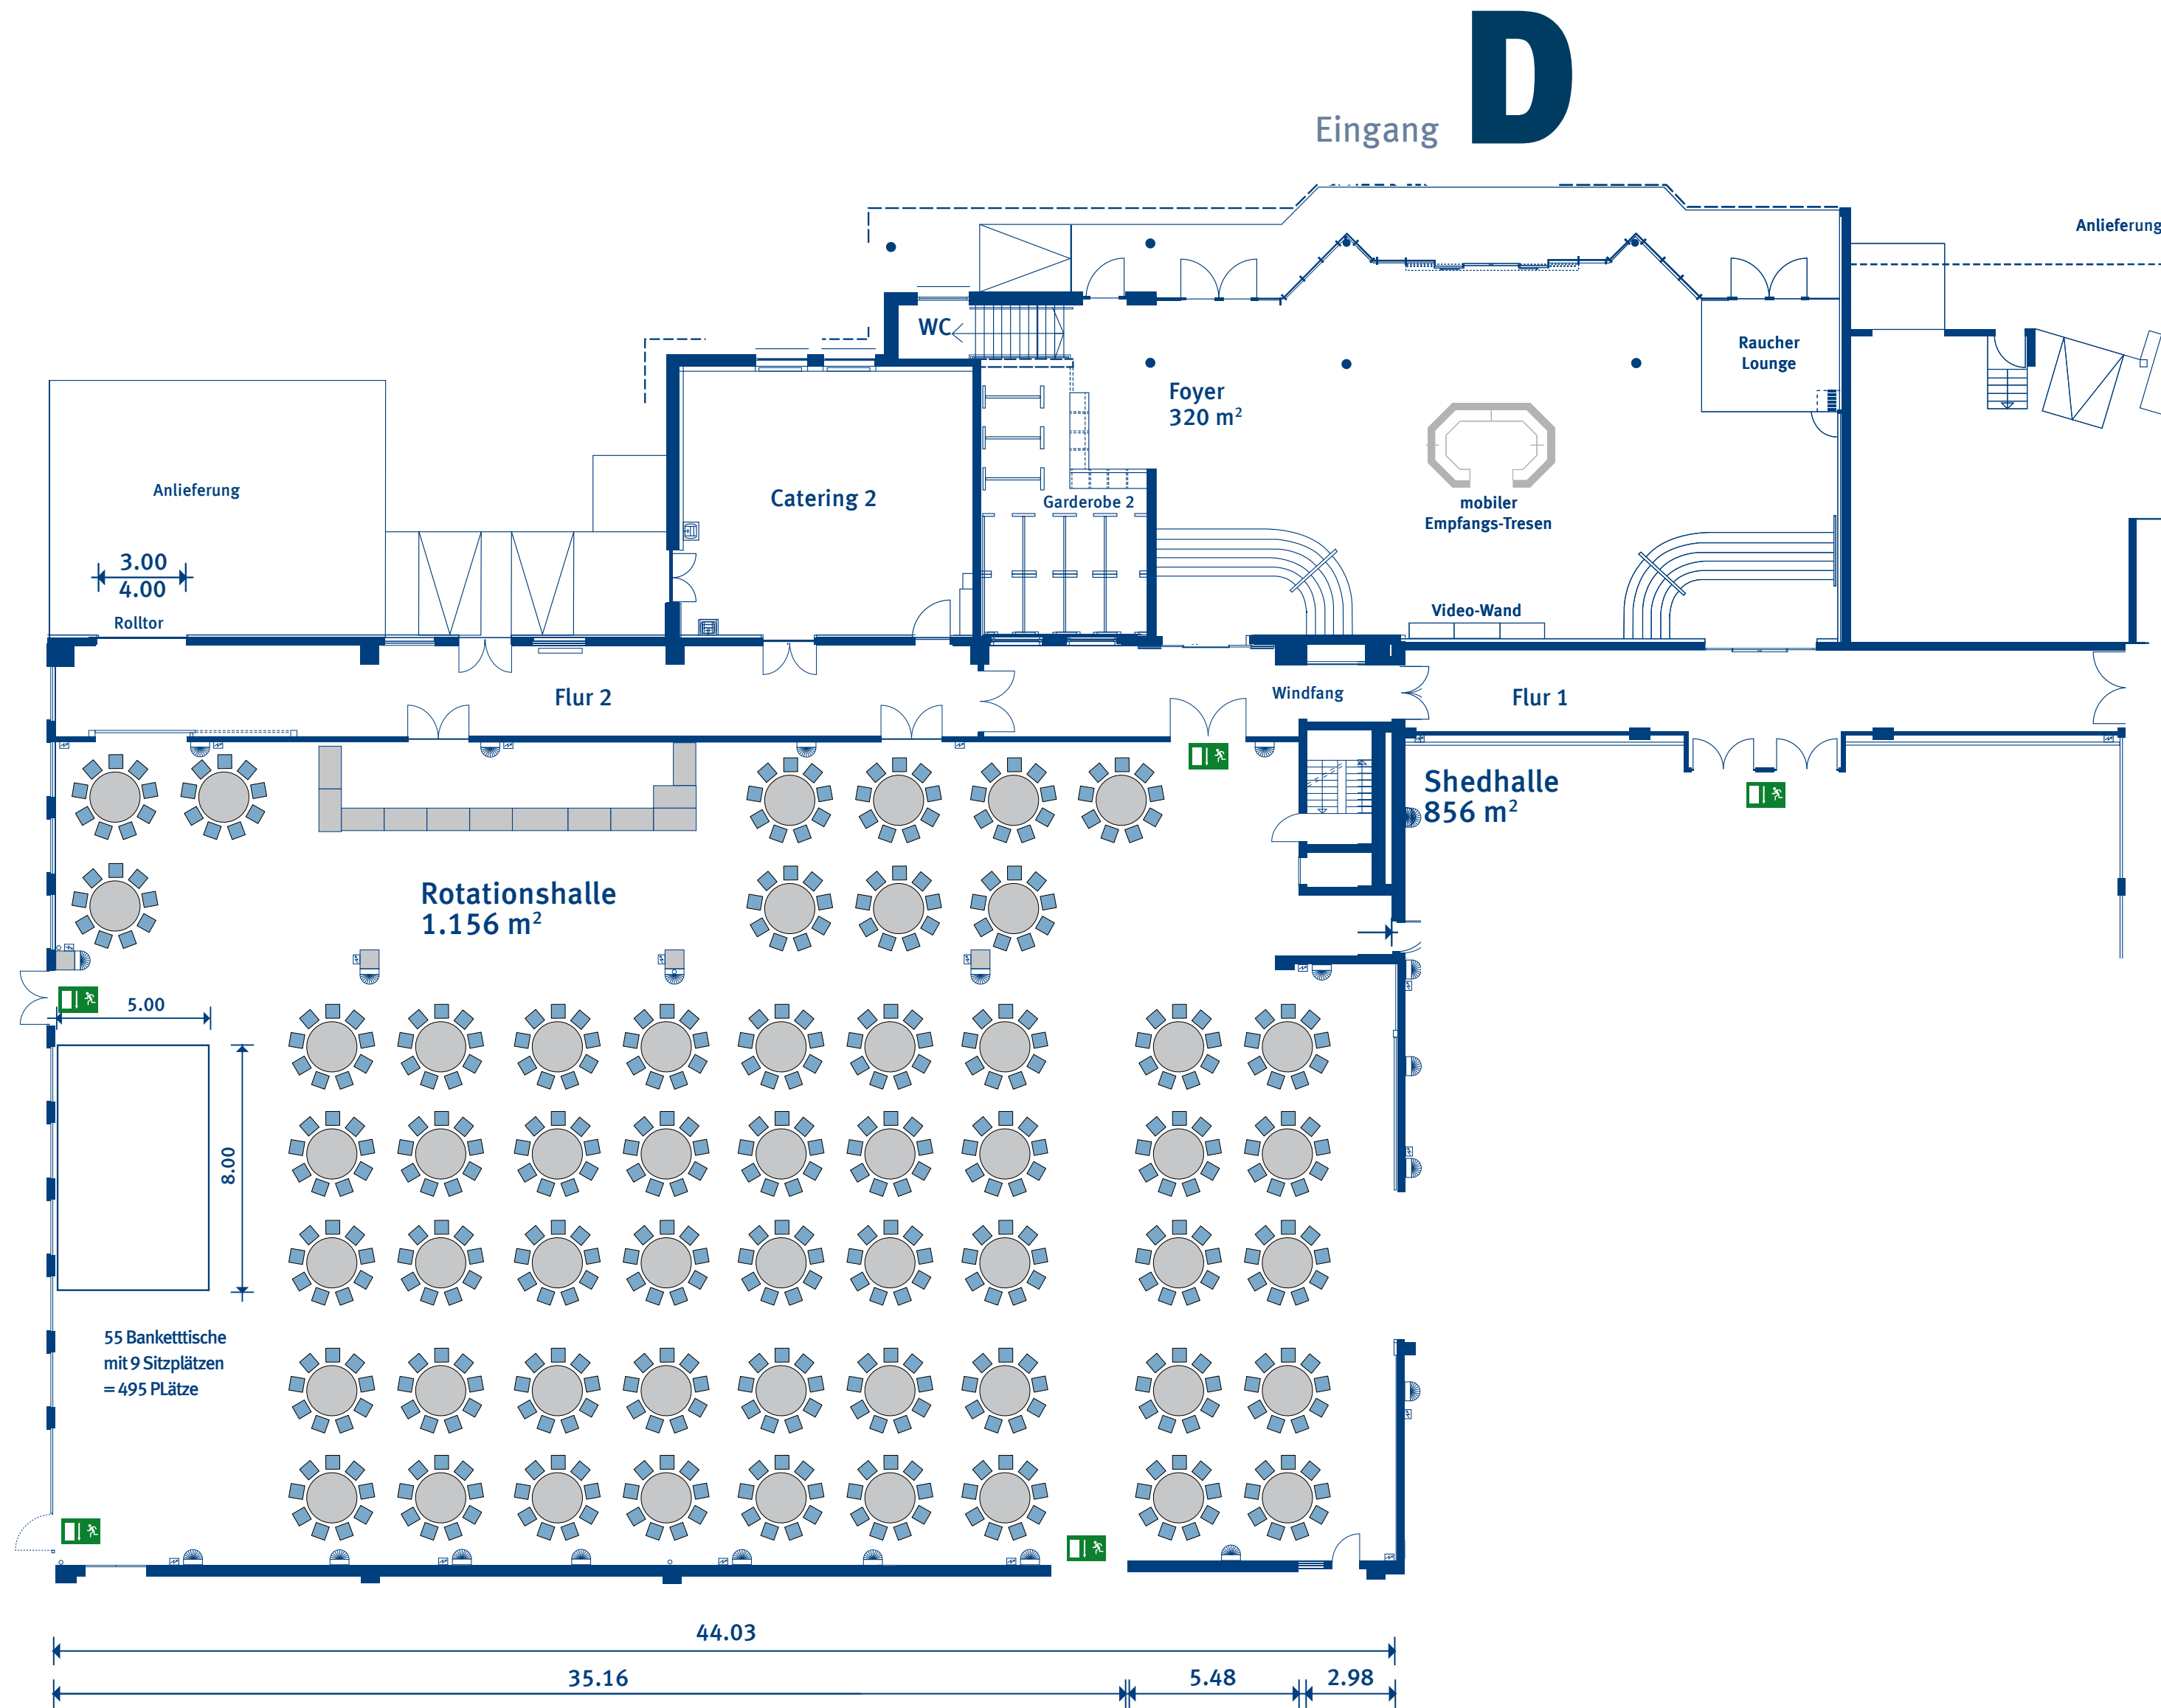 D
Eingang
Anlieferung
WC
Raucher
Lounge
Foyer
320 m²
Anlieferung
Catering 2
Garderobe 2
mobiler
Empfangs-Tresen
3.00
4.00
Rolltor
Video-Wand
Flur 2
Windfang
Flur 1
Shedhalle
856 m²
Rotationshalle
1.156 m²
5.00
8.00
55 Banketttische
mit 9 Sitzplätzen
= 495 PLätze
44.03
35.16
5.48
2.98